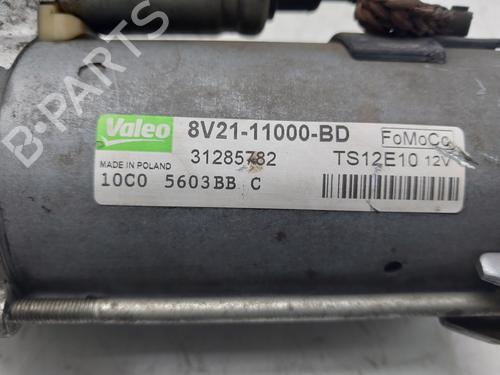 B-PARTS
Valeo 8V21-11000-BD FoMoCo
MADE IN POLAND 31285782 TS12E10 12V
10C0 5603BB C